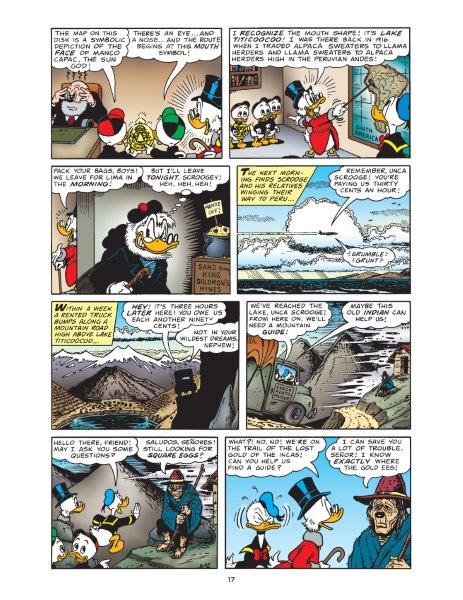 THE MAP ON THIS
DISK IS A SYMBOLIC
DEPICTION OF THE
FACE OF MANCO
CAPAC, THE SUN
GOD!
THERE'S AN EYE...AND
A NOSE... AND THE ROUTE
BEGINS AT THIS MOUTH
SYMBOL!
I RECOGNIZE THE MOUTH SHAPE! IT'S LAKE
TITICOOCOO! I WAS THERE BACK IN 1916
WHEN I TRADED ALPACA SWEATERS TO LLAMA
HERDERS AND LLAMA SWEATERS TO ALPACA
HERDERS HIGH IN THE PERUVIAN ANDES!
SOUTH
AMERICA
PACK YOUR BAGS, BOYS!
WE LEAVE FOR LIMA IN
THE MORNING!
BUT I'LL LEAVE
TONIGHT, SCROOGEY!
HEH, HEH, HEH!
HANDS
OFF!
SAND FROM
KING
SOLOMON'S
MINES
THE NEXT MORN-
ING FINDS SCROOGE
AND HIS RELATIVES
WINGING THEIR
WAY TO PERU...
REMEMBER, UNCA
SCROOGE! YOU'RE
PAYING US THIRTY
CENTS AN HOUR!
GRUMBLE!
GRUNT!
WITHIN A WEEK
A RENTED TRUCK
BUMPS ALONG A
MOUNTAIN ROAD
HIGH ABOVE LAKE
TITICOOCOO...
HEY! IT'S THREE HOURS
LATER HERE! YOU OWE US
EACH ANOTHER NINETY
CENTS!
NOT IN YOUR
WILDEST DREAMS,
NEPHEW!
WE'VE REACHED THE
LAKE, UNCA SCROOGE!
FROM HERE ON, WE'LL
NEED A MOUNTAIN
GUIDE!
MAYBE THIS
OLD INDIAN CAN
HELP US!
HELLO THERE, FRIEND!
MAY I ASK YOU SOME
QUESTIONS?
SALUDOS, SEÑORES!
STILL LOOKING FOR
SQUARE EGGS?
WHAT?! NO, NO! WE'RE ON
THE TRAIL OF THE LOST
GOLD OF THE INCAS!
CAN YOU HELP US
FIND A GUIDE?
I CAN SAVE YOU
A LOT OF TROUBLE,
SEÑOR! I KNOW
EXACTLY WHERE
THE GOLD EES!
17